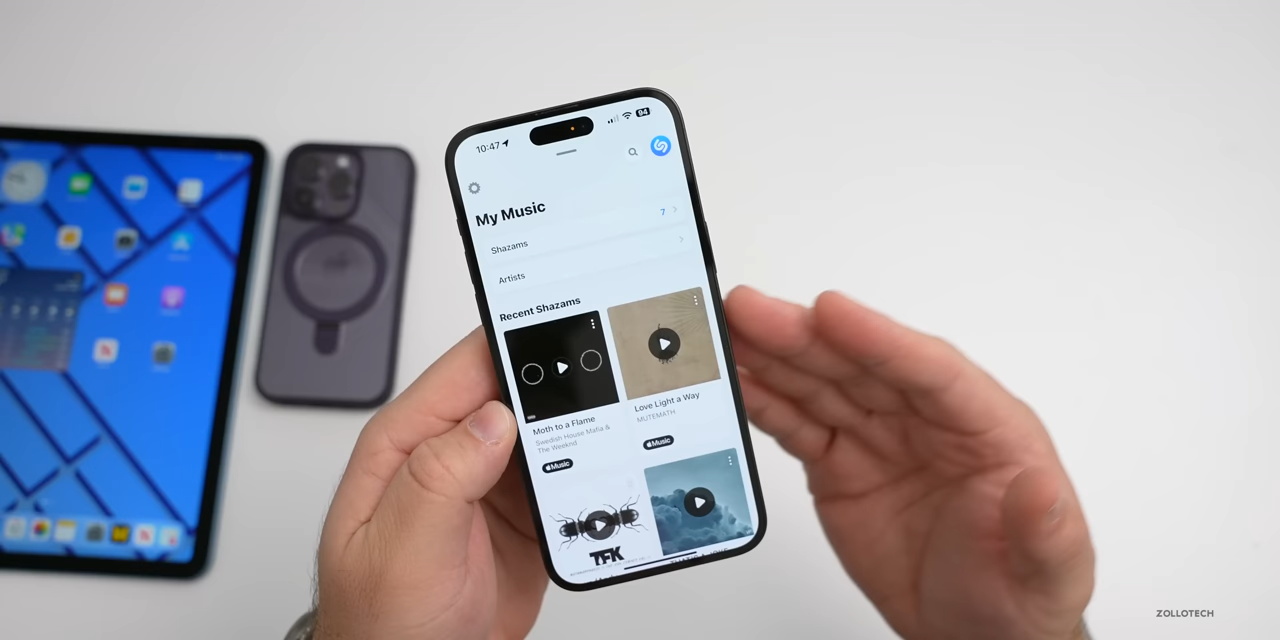 10:47
94
My Music
7
Shazams
Artists
Recent Shazams
Moth to a Flame
Swedish House Mafia &
The Weeknd
Music
Love Light a Way
MUTEMATH
Music
TFK
ZOLLOTECH